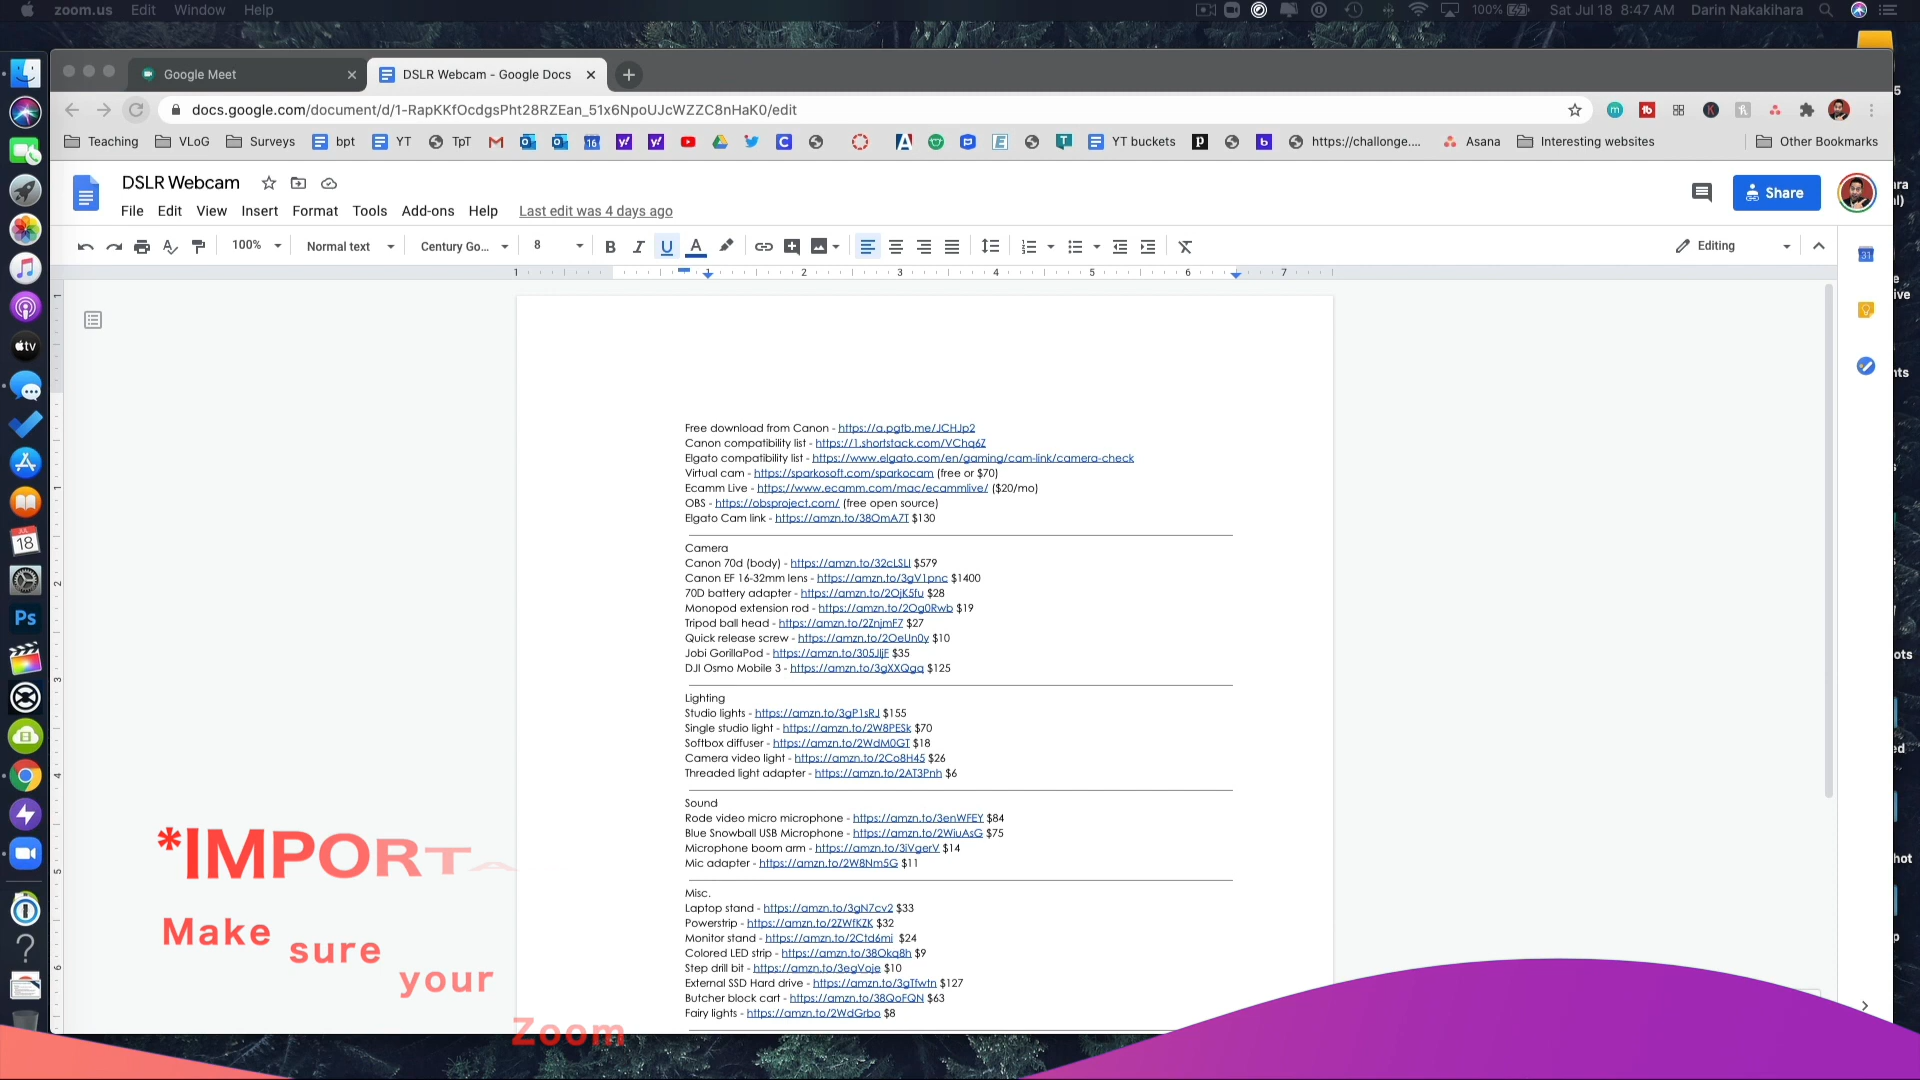 zoom.us Edit Window Help
100% Sat Jul 18 8:47 AM Darin Nakakihara
Google Meet
DSLR Webcam - Google Docs
docs.google.com/document/d/1-RapKKfOcdgsPht28RZEan_51x6NpoUJcWZZC8nHaK0/edit
Teaching VLoG Surveys bpt YT TpT YT buckets https://challonge.... Asana Interesting websites Other Bookmarks
DSLR Webcam
Share
File Edit View Insert Format Tools Add-ons Help Last edit was 4 days ago
100% Normal text Century Go... 8 B I U A Editing
1 1 2 3 4 5 6 7
Free download from Canon - https://a.pgtb.me/JCHJp2
Canon compatibility list - https://1.shortstack.com/VChq6Z
Elgato compatibility list - https://www.elgato.com/en/gaming/cam-link/camera-check
Virtual cam - https://sparkosoft.com/sparkocam (free or $70)
Ecamm Live - https://www.ecamm.com/mac/ecammlive/ ($20/mo)
OBS - https://obsproject.com/ (free open source)
Elgato Cam link - https://amzn.to/38OmA7T $130
Camera
Canon 70d (body) - https://amzn.to/32cLSLI $579
Canon EF 16-32mm lens - https://amzn.to/3gV1pnc $1400
70D battery adapter - https://amzn.to/2OjK5fu $28
Monopod extension rod - https://amzn.to/2Og0Rwb $19
Tripod ball head - https://amzn.to/2ZnjmF7 $27
Quick release screw - https://amzn.to/2OeUn0y $10
Jobi GorillaPod - https://amzn.to/305JljF $35
DJI Osmo Mobile 3 - https://amzn.to/3gXXQgq $125
Lighting
Studio lights - https://amzn.to/3gP1sRJ $155
Single studio light - https://amzn.to/2W8PESk $70
Softbox diffuser - https://amzn.to/2WdM0GT $18
Camera video light - https://amzn.to/2Co8H45 $26
Threaded light adapter - https://amzn.to/2AT3Pnh $6
Sound
Rode video micro microphone - https://amzn.to/3enWFEY $84
Blue Snowball USB Microphone - https://amzn.to/2WiuAsG $75
Microphone boom arm - https://amzn.to/3iVgerV $14
Mic adapter - https://amzn.to/2W8Nm5G $11
Misc.
Laptop stand - https://amzn.to/3gN7cv2 $33
Powerstrip - https://amzn.to/2ZWfKZK $32
Monitor stand - https://amzn.to/2Ctd6mi $24
Colored LED strip - https://amzn.to/38Okq8h $9
Step drill bit - https://amzn.to/3egVoje $10
External SSD Hard drive - https://amzn.to/3gTfwtn $127
Butcher block cart - https://amzn.to/38QoFQN $63
Fairy lights - https://amzn.to/2WdGrbo $8
*IMPORTA
Make sure your Zoom